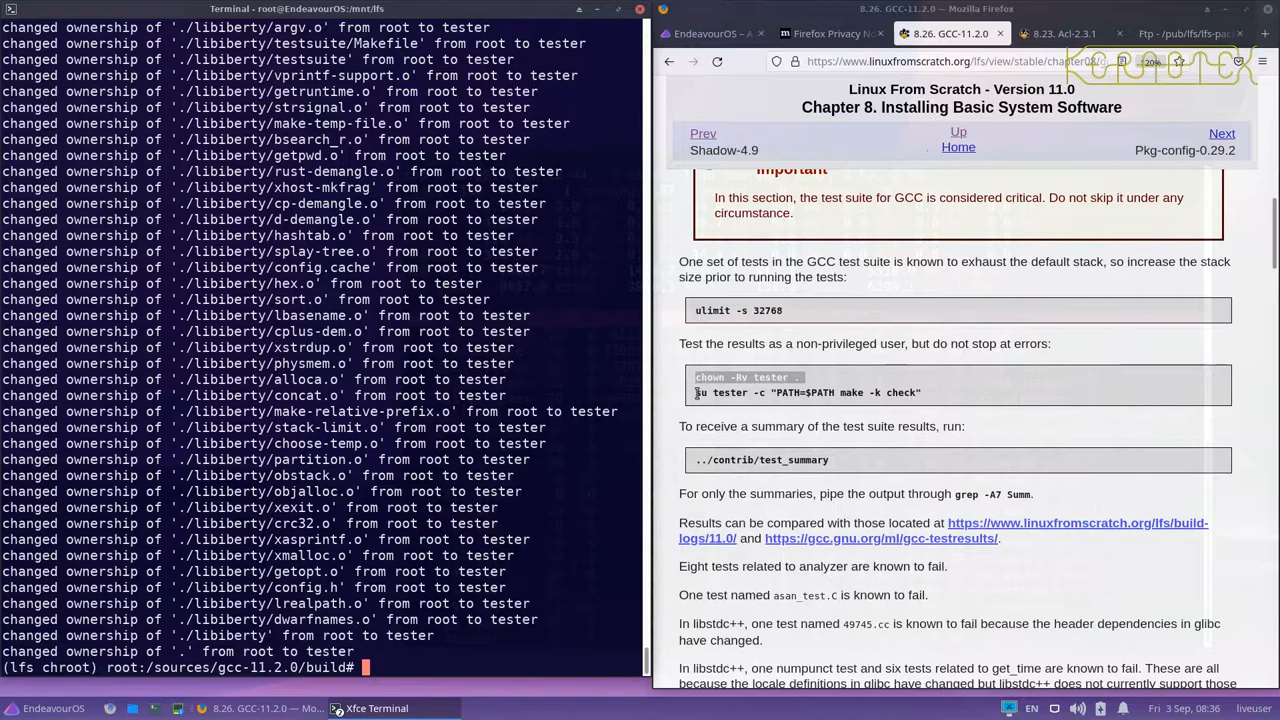 Terminal - root@EndeavourOS:/mnt/lfs
changed ownership of './libiberty/argv.o' from root to tester
changed ownership of './libiberty/testsuite/Makefile' from root to tester
changed ownership of './libiberty/testsuite' from root to tester
changed ownership of './libiberty/vprintf-support.o' from root to tester
changed ownership of './libiberty/getruntime.o' from root to tester
changed ownership of './libiberty/strsignal.o' from root to tester
changed ownership of './libiberty/make-temp-file.o' from root to tester
changed ownership of './libiberty/bsearch_r.o' from root to tester
changed ownership of './libiberty/getpwd.o' from root to tester
changed ownership of './libiberty/rust-demangle.o' from root to tester
changed ownership of './libiberty/xhost-mkfrag' from root to tester
changed ownership of './libiberty/cp-demangle.o' from root to tester
changed ownership of './libiberty/d-demangle.o' from root to tester
changed ownership of './libiberty/hashtab.o' from root to tester
changed ownership of './libiberty/splay-tree.o' from root to tester
changed ownership of './libiberty/config.cache' from root to tester
changed ownership of './libiberty/hex.o' from root to tester
changed ownership of './libiberty/sort.o' from root to tester
changed ownership of './libiberty/lbasename.o' from root to tester
changed ownership of './libiberty/cplus-dem.o' from root to tester
changed ownership of './libiberty/xstrdup.o' from root to tester
changed ownership of './libiberty/physmem.o' from root to tester
changed ownership of './libiberty/alloca.o' from root to tester
changed ownership of './libiberty/concat.o' from root to tester
changed ownership of './libiberty/make-relative-prefix.o' from root to tester
changed ownership of './libiberty/stack-limit.o' from root to tester
changed ownership of './libiberty/choose-temp.o' from root to tester
changed ownership of './libiberty/partition.o' from root to tester
changed ownership of './libiberty/obstack.o' from root to tester
changed ownership of './libiberty/objalloc.o' from root to tester
changed ownership of './libiberty/xexit.o' from root to tester
changed ownership of './libiberty/crc32.o' from root to tester
changed ownership of './libiberty/xasprintf.o' from root to tester
changed ownership of './libiberty/xmalloc.o' from root to tester
changed ownership of './libiberty/getopt.o' from root to tester
changed ownership of './libiberty/config.h' from root to tester
changed ownership of './libiberty/lrealpath.o' from root to tester
changed ownership of './libiberty/dwarfnames.o' from root to tester
changed ownership of './libiberty' from root to tester
changed ownership of '.' from root to tester
(lfs chroot) root:/sources/gcc-11.2.0/build#
8.26. GCC-11.2.0 — Mozilla Firefox
EndeavourOS – A
Firefox Privacy No
8.26. GCC-11.2.0
8.23. Acl-2.3.1
Ftp - /pub/lfs/lfs-pac
https://www.linuxfromscratch.org/lfs/view/stable/chapter08/g
120%
Linux From Scratch - Version 11.0
Chapter 8. Installing Basic System Software
Prev
Up
Next
Shadow-4.9
Home
Pkg-config-0.29.2
Important
In this section, the test suite for GCC is considered critical. Do not skip it under any
circumstance.
One set of tests in the GCC test suite is known to exhaust the default stack, so increase the stack
size prior to running the tests:
ulimit -s 32768
Test the results as a non-privileged user, but do not stop at errors:
chown -Rv tester .
su tester -c "PATH=$PATH make -k check"
To receive a summary of the test suite results, run:
../contrib/test_summary
For only the summaries, pipe the output through grep -A7 Summ.
Results can be compared with those located at https://www.linuxfromscratch.org/lfs/build-
logs/11.0/ and https://gcc.gnu.org/ml/gcc-testresults/.
Eight tests related to analyzer are known to fail.
One test named asan_test.C is known to fail.
In libstdc++, one test named 49745.cc is known to fail because the header dependencies in glibc
have changed.
In libstdc++, one numpunct test and six tests related to get_time are known to fail. These are all
because the locale definitions in glibc have changed but libstdc++ does not currently support those
EndeavourOS
8.26. GCC-11.2.0 — Mo...
Xfce Terminal
EN
Fri 3 Sep, 08:36
liveuser